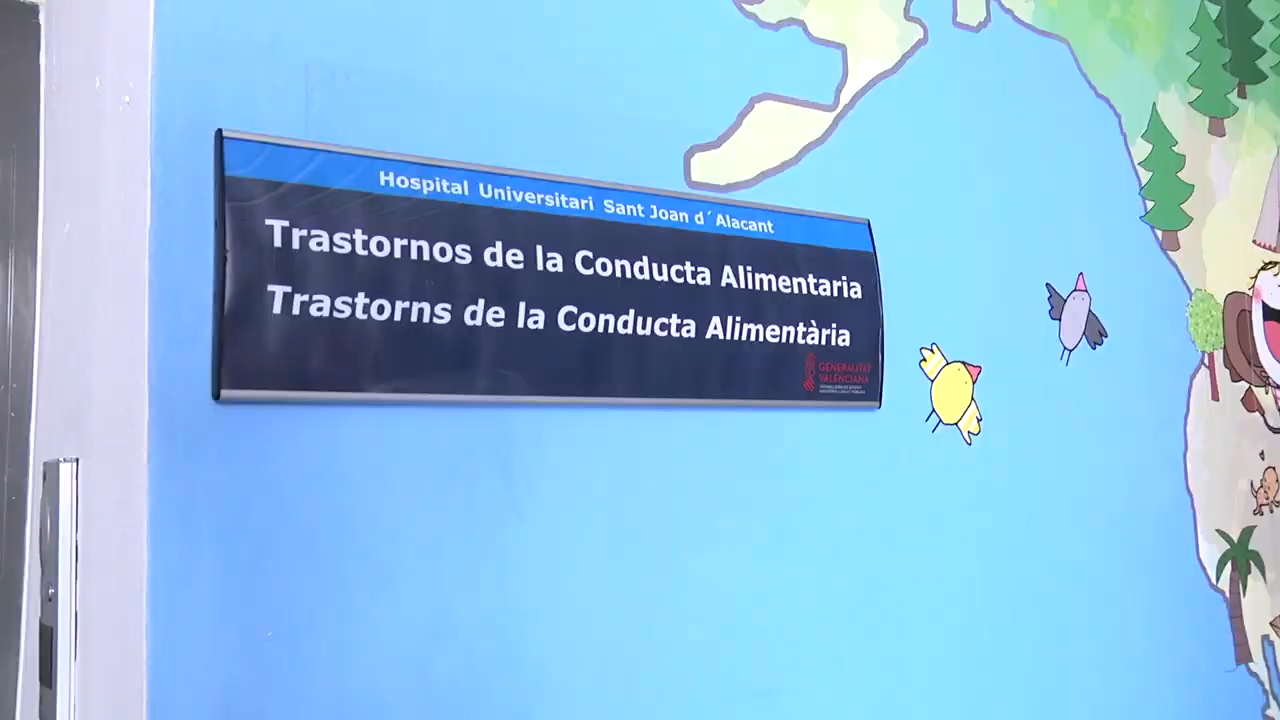 Hospital Universitari Sant Joan d´Alacant
Trastornos de la Conducta Alimentaria
Trastorns de la Conducta Alimentària
GENERALITAT
VALENCIANA